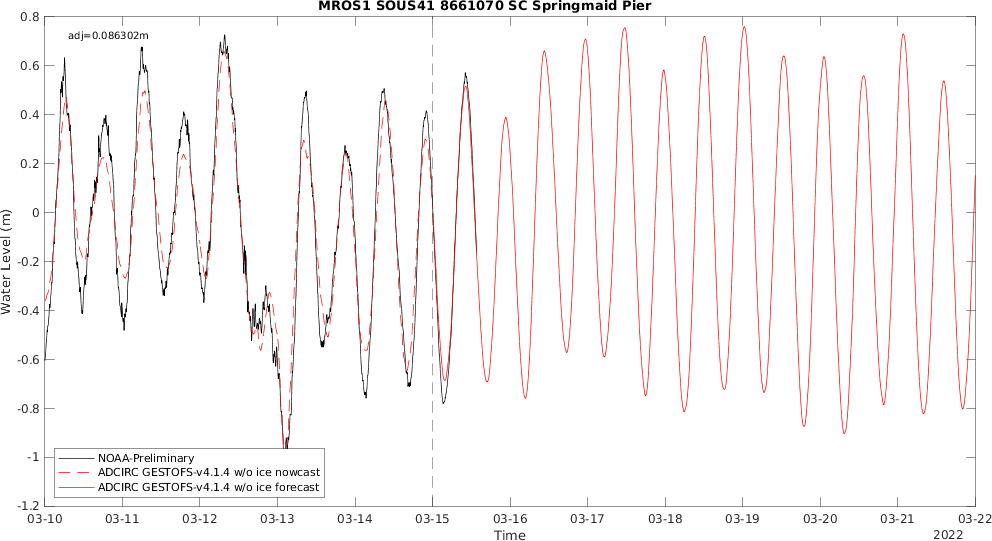 MROS1 SOUS41 8661070 SC Springmaid Pier
adj=0.086302m
0.8
0.6
0.4
0.2
0
-0.2
-0.4
-0.6
-0.8
-1
-1.2
Water Level (m)
NOAA-Preliminary
ADCIRC GESTOFS-v4.1.4 w/o ice nowcast
ADCIRC GESTOFS-v4.1.4 w/o ice forecast
03-10 03-11 03-12 03-13 03-14 03-15 03-16 03-17 03-18 03-19 03-20 03-21 03-22
Time
2022